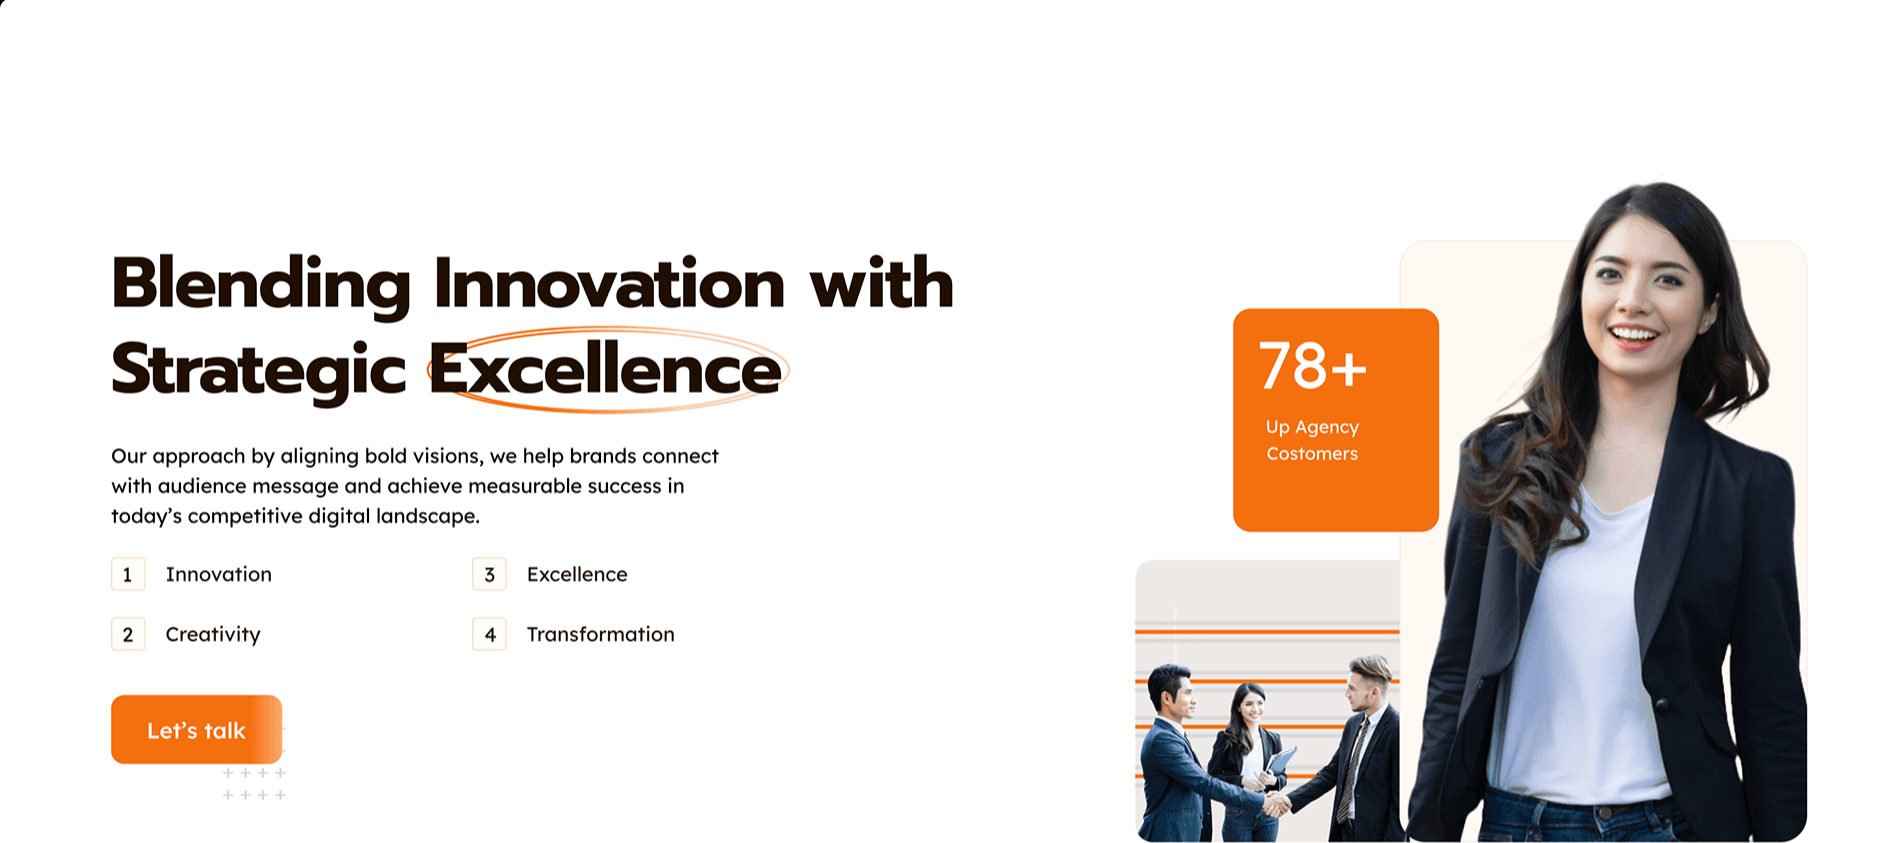 Blending Innovation with
Strategic Excellence
Our approach by aligning bold visions, we help brands connect
with audience message and achieve measurable success in
today’s competitive digital landscape.
1 Innovation
3 Excellence
2 Creativity
4 Transformation
Let’s talk
78+
Up Agency
Costomers